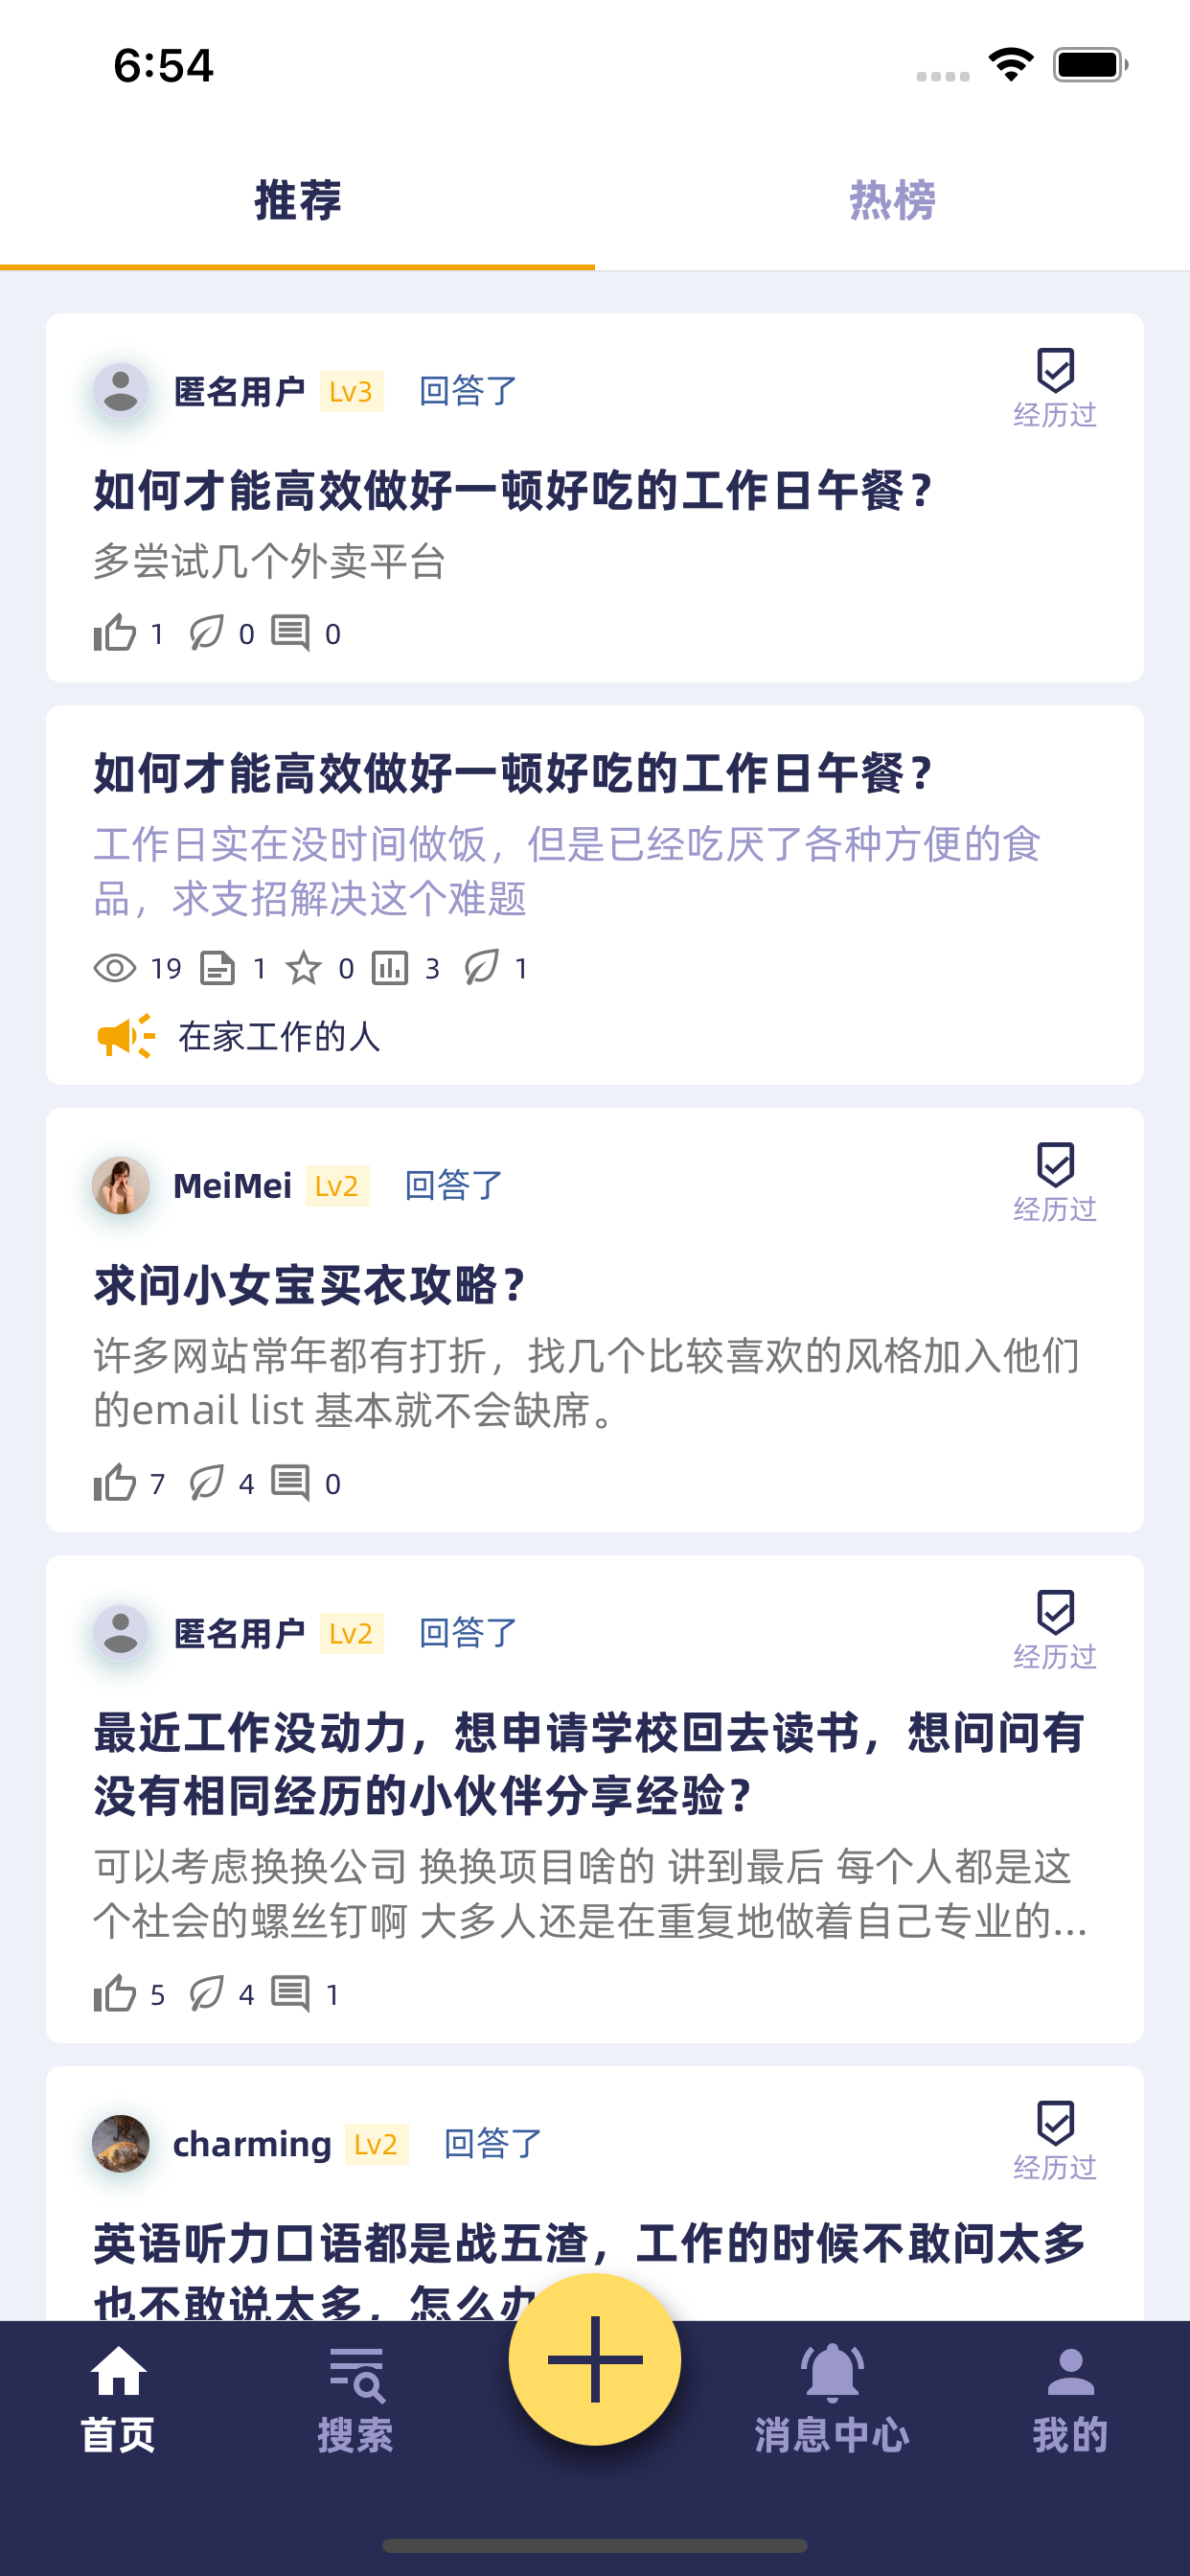 6:54
推荐
热榜
匿名用户 Lv3 回答了
经历过
如何才能高效做好一顿好吃的工作日午餐？
多尝试几个外卖平台
1 0 0
如何才能高效做好一顿好吃的工作日午餐？
工作日实在没时间做饭，但是已经吃厌了各种方便的食
品，求支招解决这个难题
19 1 0 3 1
在家工作的人
MeiMei Lv2 回答了
经历过
求问小女宝买衣攻略？
许多网站常年都有打折，找几个比较喜欢的风格加入他们
的email list 基本就不会缺席。
7 4 0
匿名用户 Lv2 回答了
经历过
最近工作没动力，想申请学校回去读书，想问问有
没有相同经历的小伙伴分享经验？
可以考虑换换公司 换换项目啥的 讲到最后 每个人都是这
个社会的螺丝钉啊 大多人还是在重复地做着自己专业的...
5 4 1
charming Lv2 回答了
经历过
英语听力口语都是战五渣，工作的时候不敢问太多
也不敢说太多，怎么办
首页
搜索
消息中心
我的